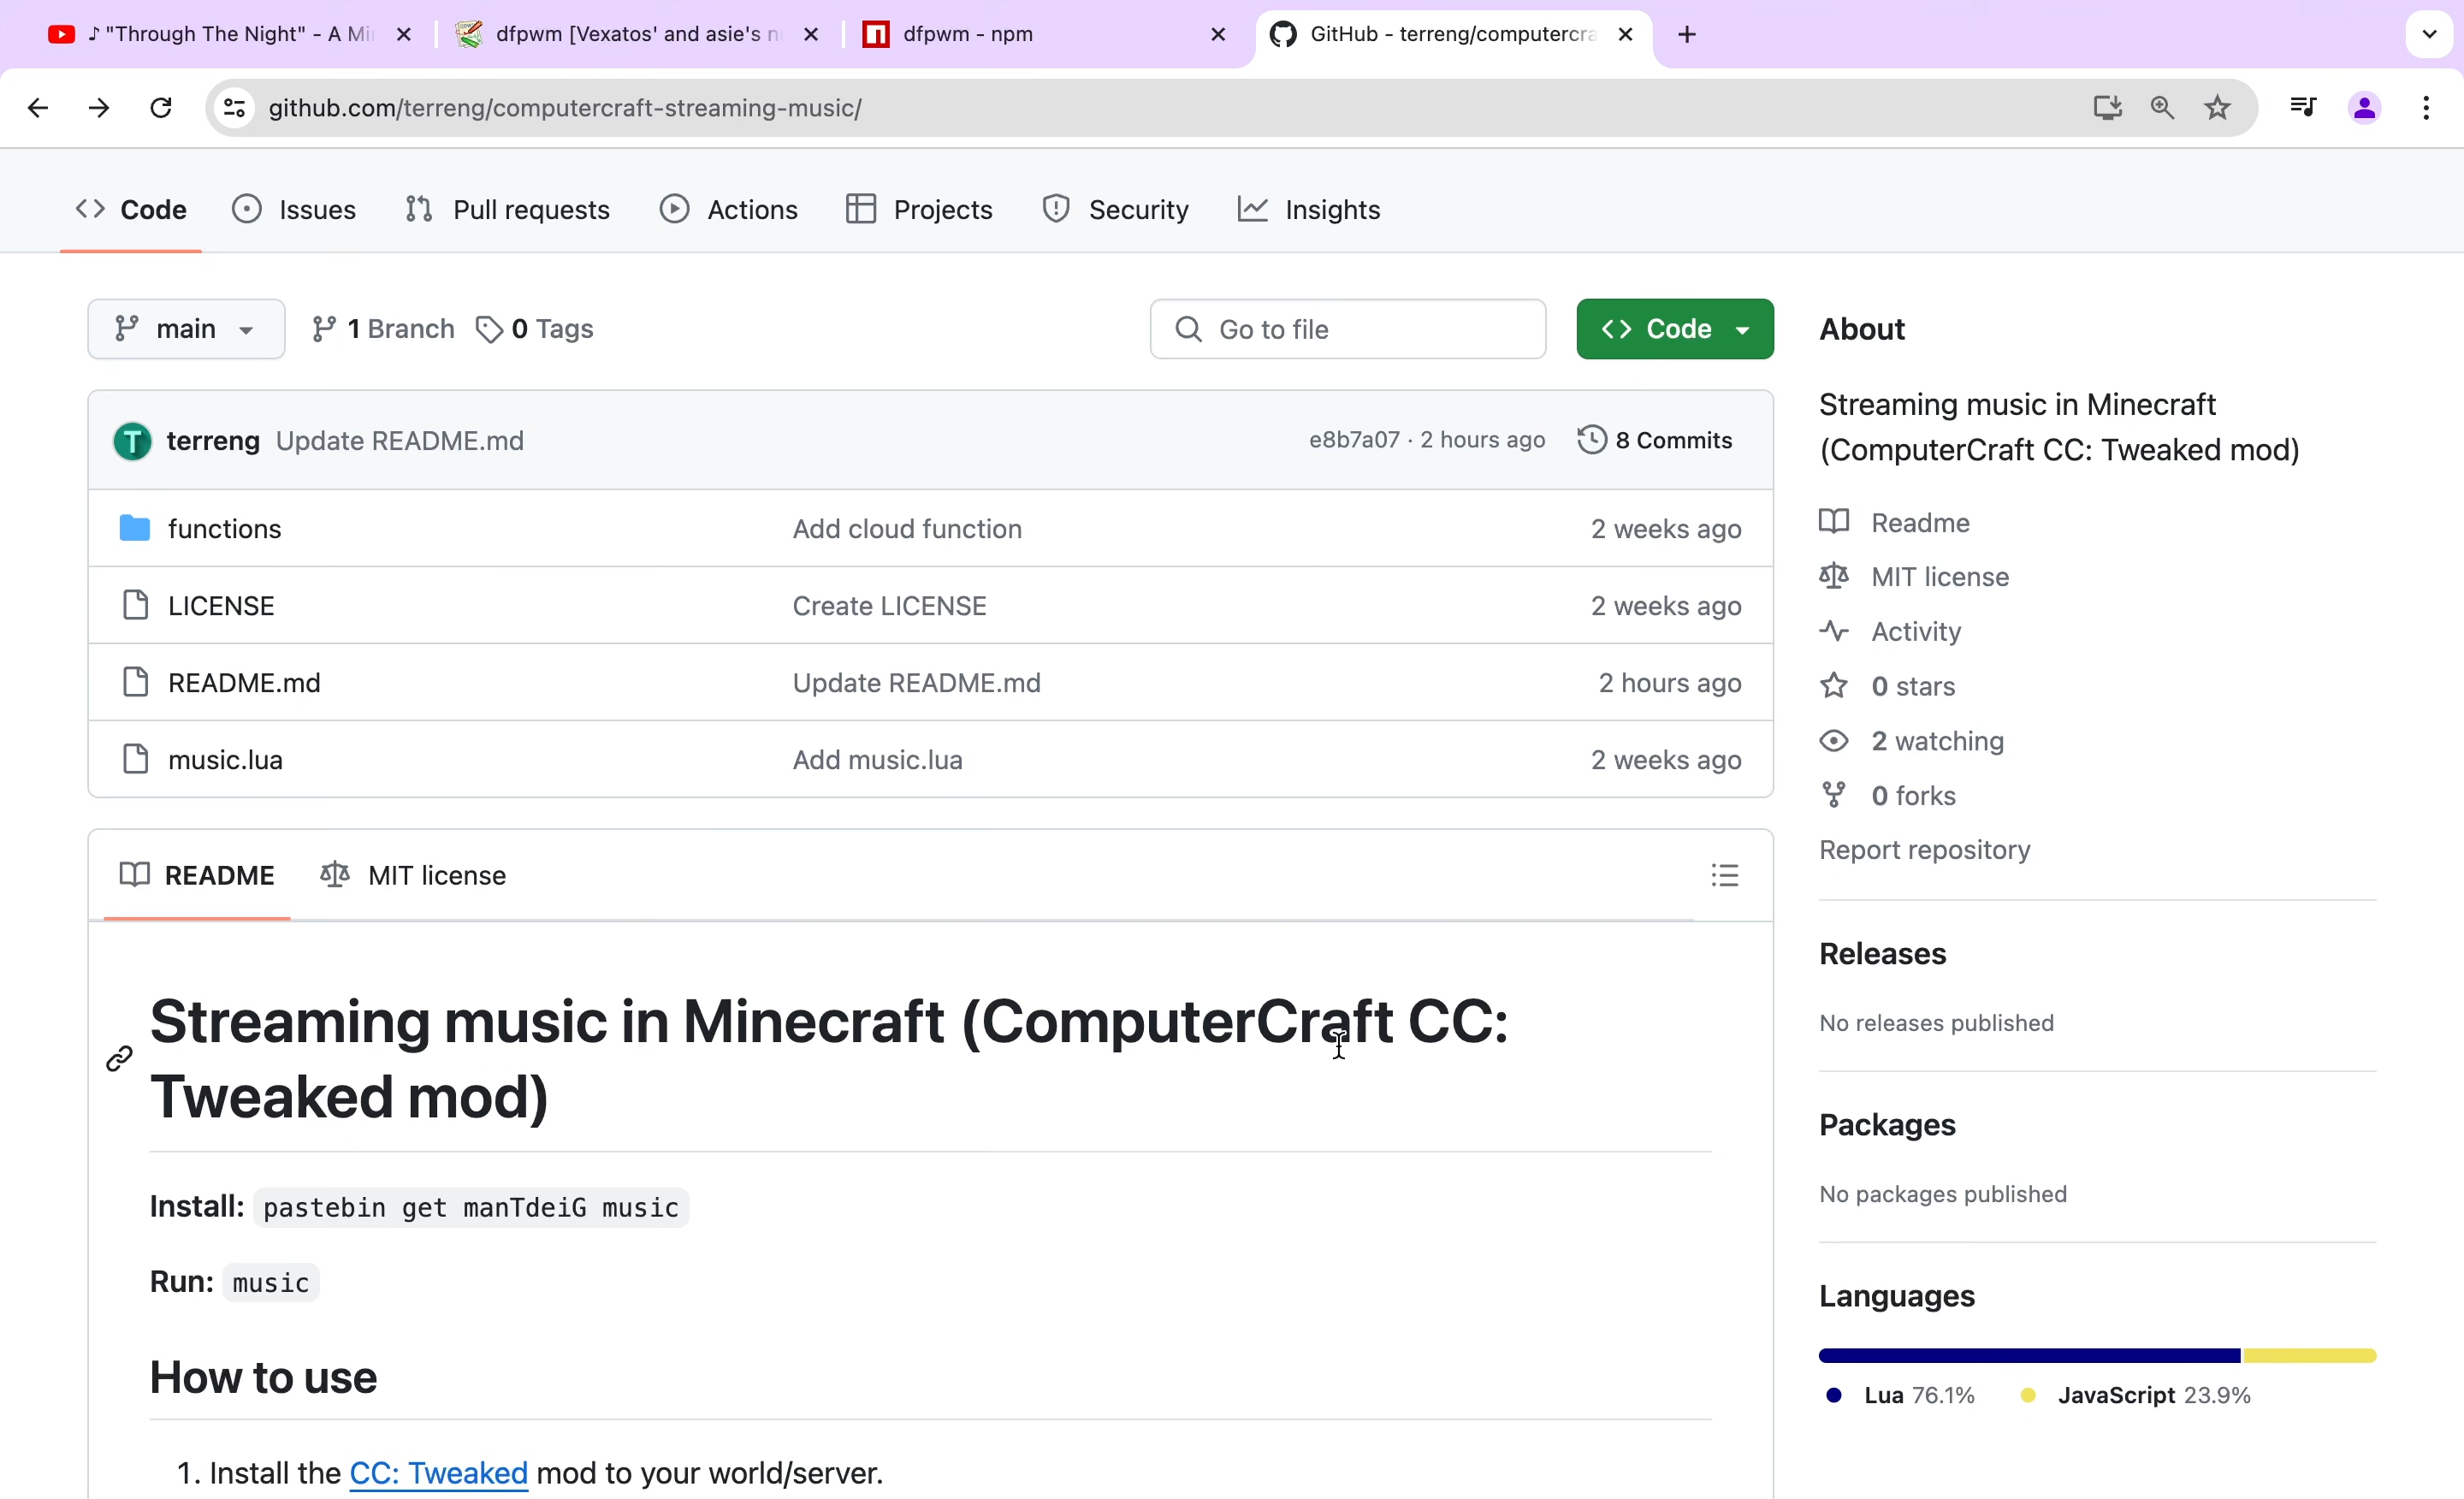 ♪ "Through The Night" - A Mi
dfpwm [Vexatos' and asie's n
dfpwm - npm
GitHub - terreng/computercra
github.com/terreng/computercraft-streaming-music/
Code
Issues
Pull requests
Actions
Projects
Security
Insights
main
1 Branch
0 Tags
Go to file
Code
T terreng Update README.md e8b7a07 · 2 hours ago 8 Commits
functions Add cloud function 2 weeks ago
LICENSE Create LICENSE 2 weeks ago
README.md Update README.md 2 hours ago
music.lua Add music.lua 2 weeks ago
README
MIT license
Streaming music in Minecraft (ComputerCraft CC:
Tweaked mod)
Install: pastebin get manTdeiG music
Run: music
How to use
1. Install the CC: Tweaked mod to your world/server.
About
Streaming music in Minecraft
(ComputerCraft CC: Tweaked mod)
Readme
MIT license
Activity
0 stars
2 watching
0 forks
Report repository
Releases
No releases published
Packages
No packages published
Languages
Lua 76.1% JavaScript 23.9%